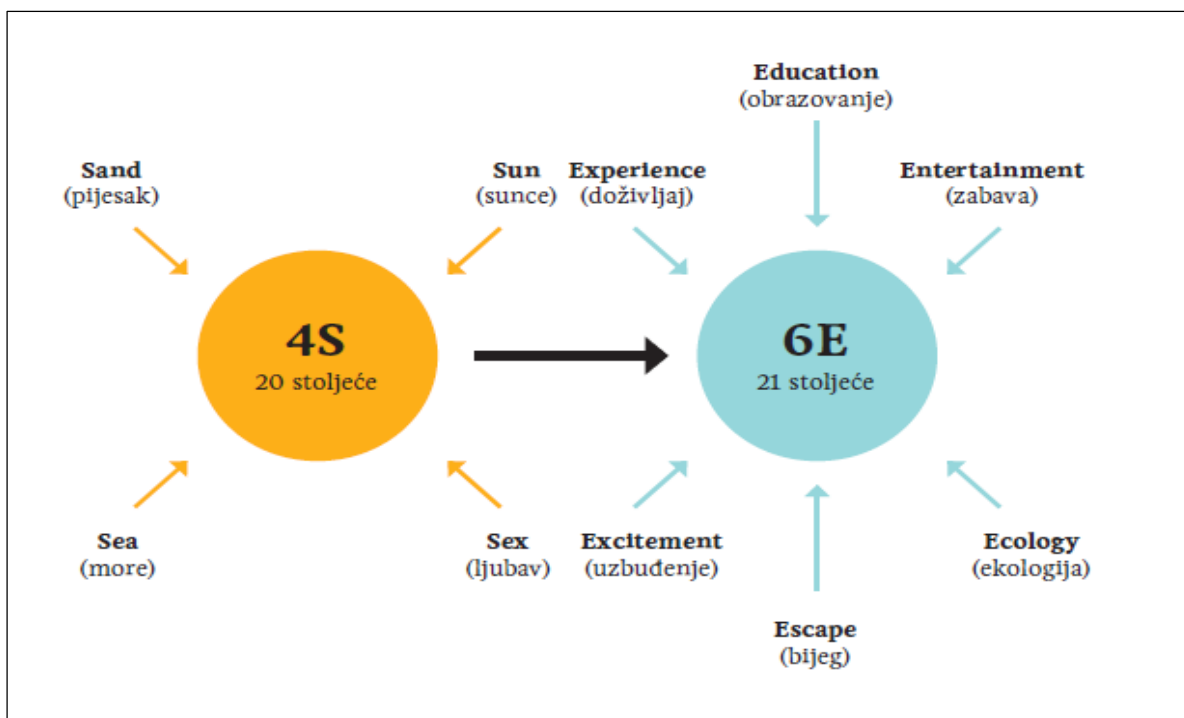 Education
(obrazovanje)
Sand
(pijesak)
Sun
(sunce)
Experience
(doživljaj)
Entertainment
(zabava)
4S
20 stoljeće
6E
21 stoljeće
Sea
(more)
Sex
(ljubav)
Excitement
(uzbuđenje)
Ecology
(ekologija)
Escape
(bijeg)